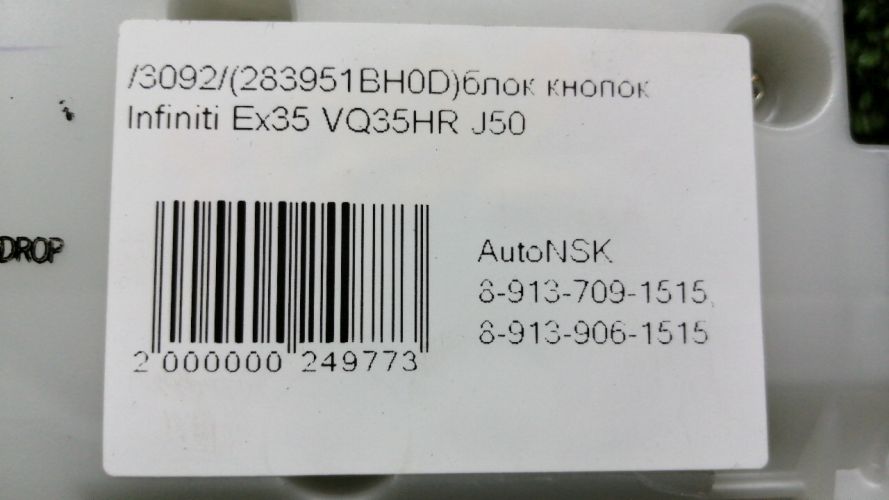 /3092/(283951BH0D)блок кнопок
Infiniti Ex35 VQ35HR J50
DROP
AutoNSK
8-913-709-1515,
8-913-906-1515
2 000000 249773